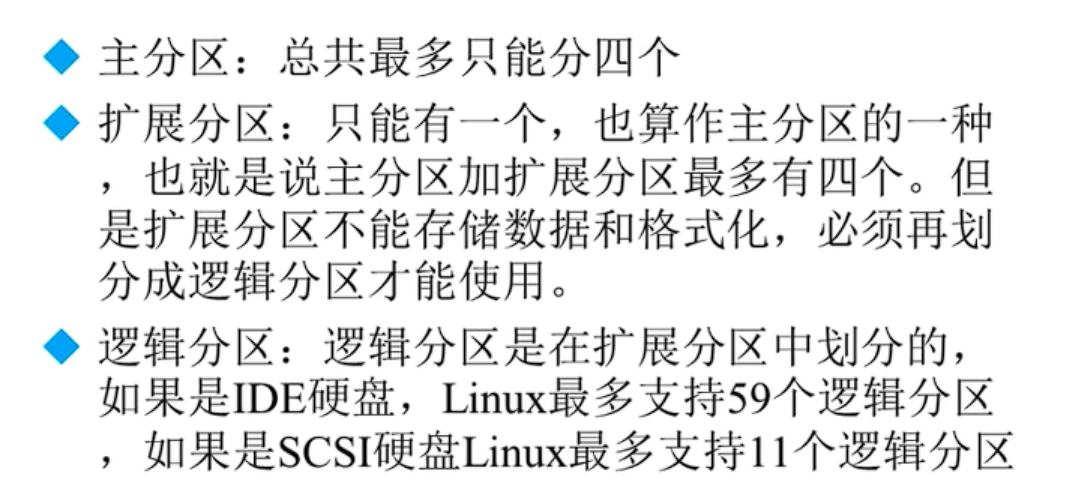 主分区：总共最多只能分四个
扩展分区：只能有一个，也算作主分区的一种
，也就是说主分区加扩展分区最多有四个。但
是扩展分区不能存储数据和格式化，必须再划
分成逻辑分区才能使用。
逻辑分区：逻辑分区是在扩展分区中划分的，
如果是IDE硬盘，Linux最多支持59个逻辑分区
，如果是SCSI硬盘Linux最多支持11个逻辑分区